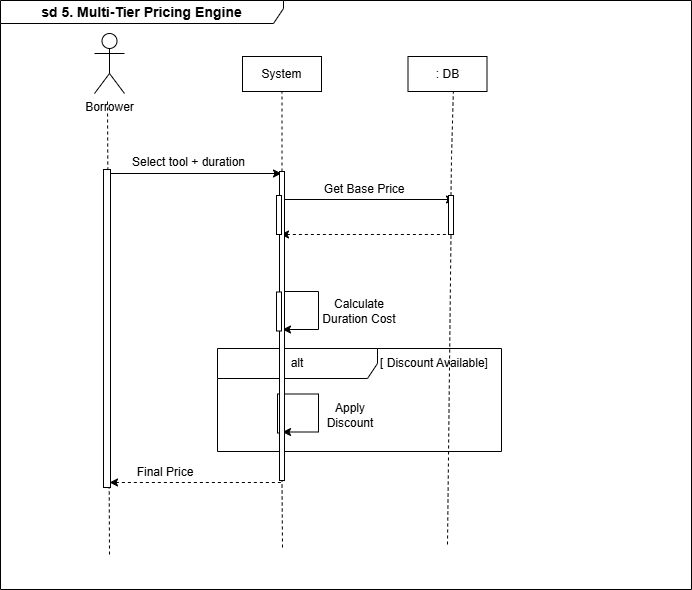 sd 5. Multi-Tier Pricing Engine
System
: DB
Borrower
Select tool + duration
Get Base Price
Calculate
Duration Cost
alt
[ Discount Available]
Apply
Discount
Final Price